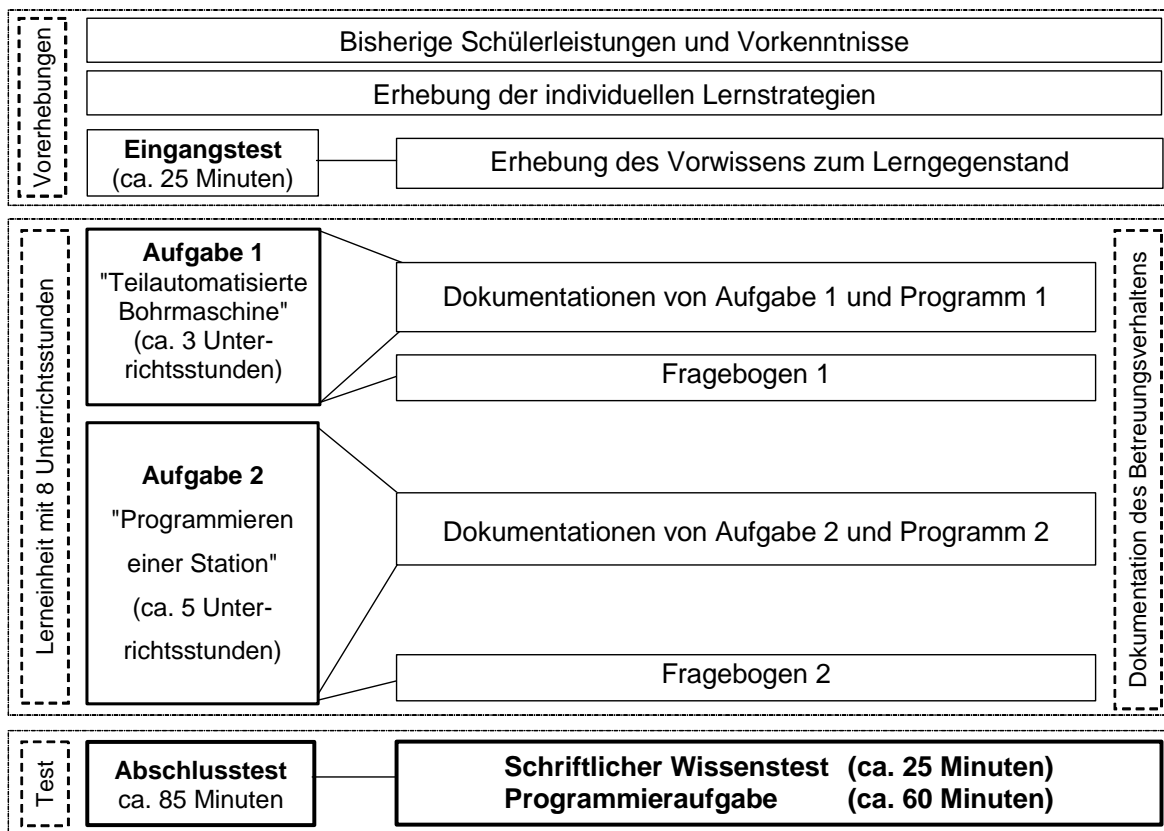 Vorerhebungen
Bisherige Schülerleistungen und Vorkenntnisse
Erhebung der individuellen Lernstrategien
Eingangstest
(ca. 25 Minuten)
Erhebung des Vorwissens zum Lerngegenstand
Lerneinheit mit 8 Unterrichtsstunden
Aufgabe 1
"Teilautomatisierte
Bohrmaschine"
(ca. 3 Unter-
richtsstunden)
Dokumentationen von Aufgabe 1 und Programm 1
Fragebogen 1
Aufgabe 2
"Programmieren
einer Station"
(ca. 5 Unter-
richtsstunden)
Dokumentationen von Aufgabe 2 und Programm 2
Fragebogen 2
Dokumentation des Betreuungsverhaltens
Test
Abschlusstest
ca. 85 Minuten
Schriftlicher Wissenstest (ca. 25 Minuten)
Programmieraufgabe (ca. 60 Minuten)